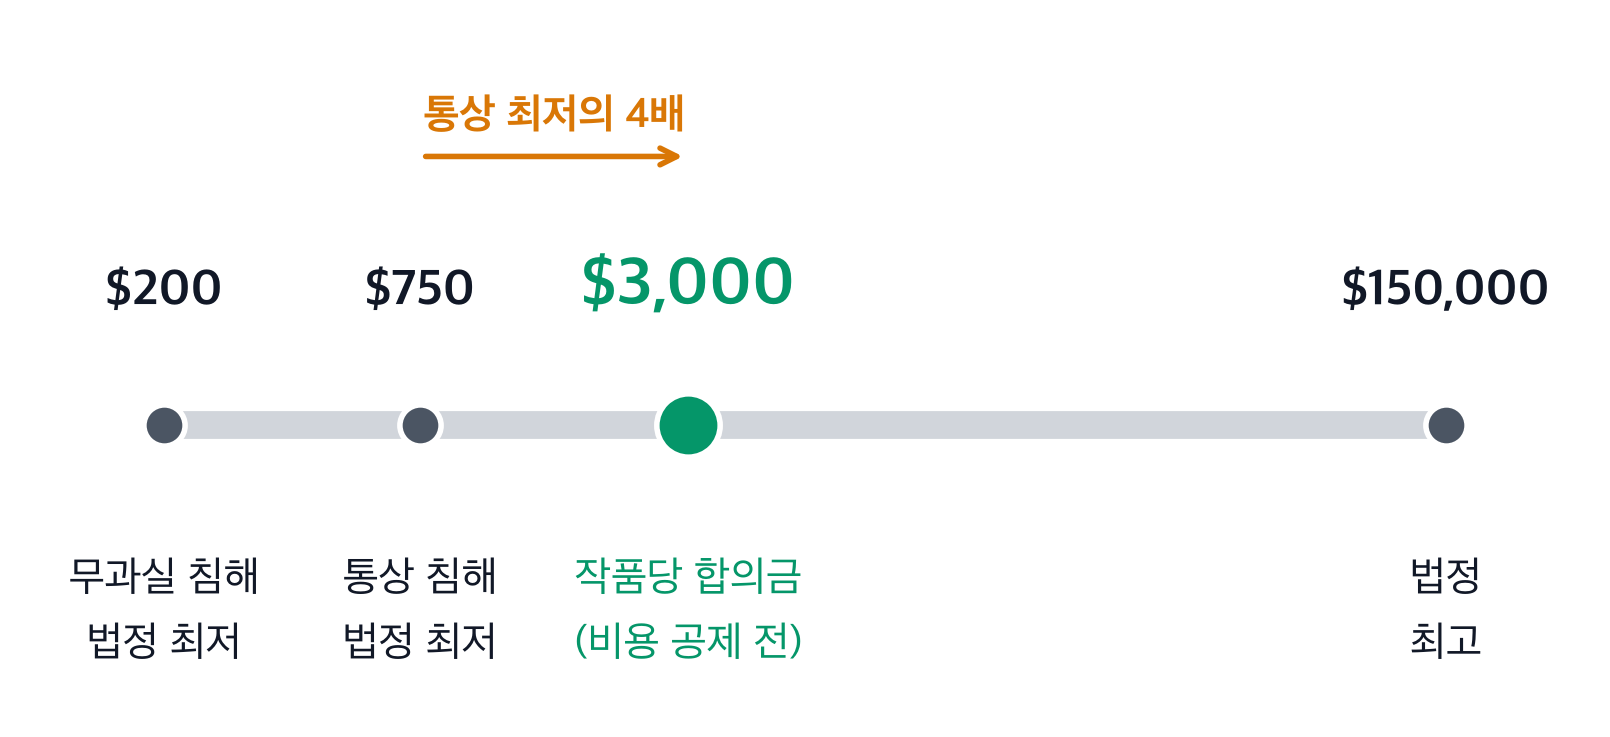 통상 최저의 4배
$200
$750
$3,000
$150,000
무과실 침해
법정 최저
통상 침해
법정 최저
작품당 합의금
(비용 공제 전)
법정
최고